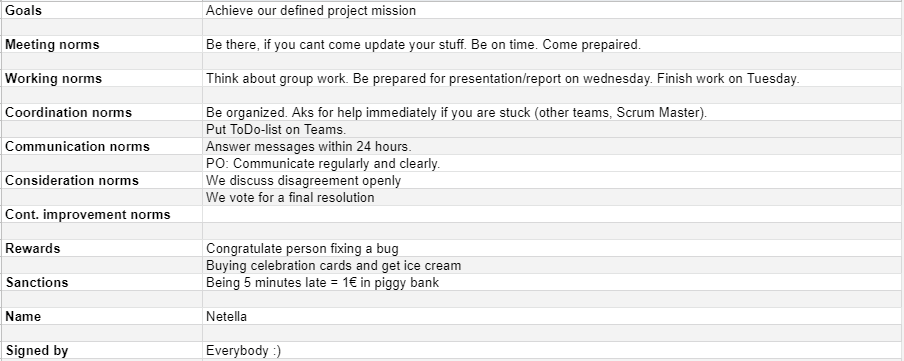 Goals Achieve our defined project mission
Meeting norms Be there, if you cant come update your stuff. Be on time. Come prepaired.
Working norms Think about group work. Be prepared for presentation/report on wednesday. Finish work on Tuesday.
Coordination norms Be organized. Aks for help immediately if you are stuck (other teams, Scrum Master).
Put ToDo-list on Teams.
Communication norms Answer messages within 24 hours.
PO: Communicate regularly and clearly.
Consideration norms We discuss disagreement openly
We vote for a final resolution
Cont. improvement norms
Rewards Congratulate person fixing a bug
Buying celebration cards and get ice cream
Sanctions Being 5 minutes late = 1€ in piggy bank
Name Netella
Signed by Everybody :)